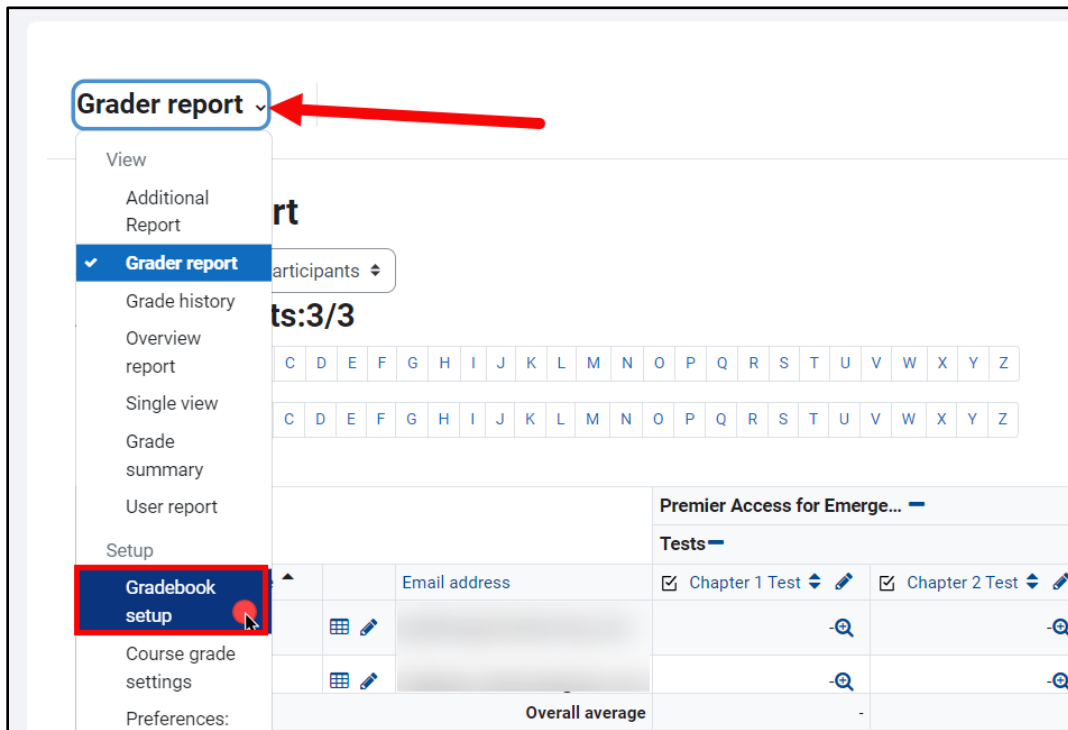 Grader report
View
Additional
Report
rt
Grader report
articipants
Grade history
ts:3/3
Overview
report
C D E F G H I J K L M N O P Q R S T U V W X Y Z
Single view
C D E F G H I J K L M N O P Q R S T U V W X Y Z
Grade
summary
User report
Premier Access for Emerge...
Setup
Tests
Gradebook
setup
Email address
Chapter 1 Test
Chapter 2 Test
-
-
Course grade
settings
-
-
Preferences:
Overall average
-